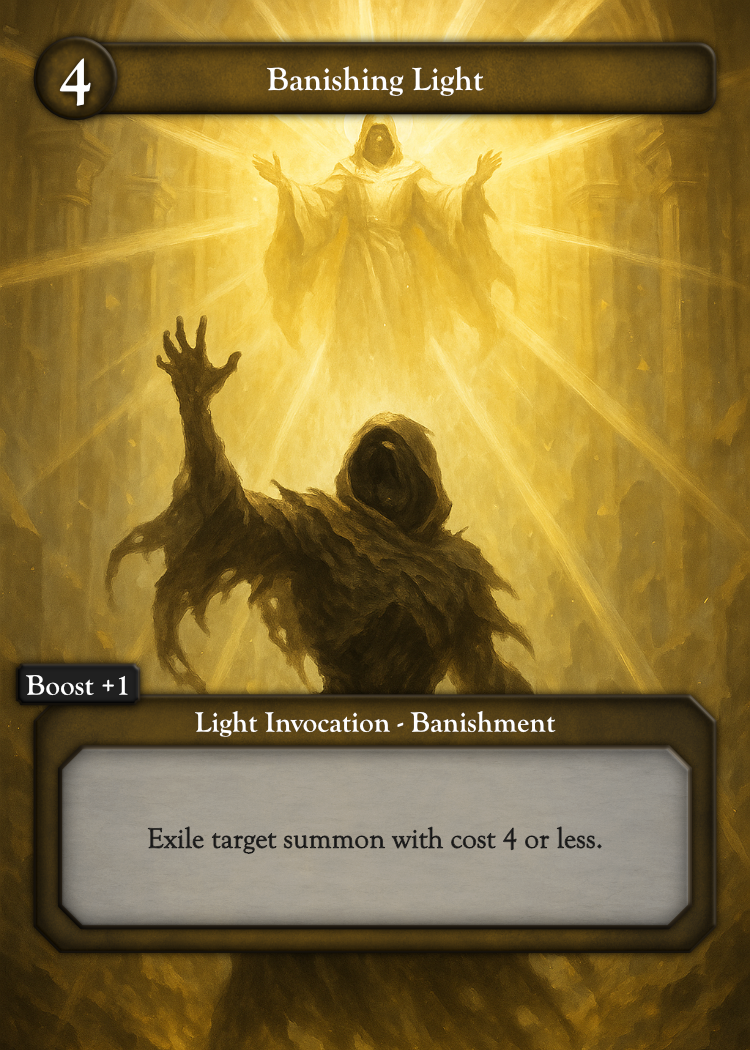 4
Banishing Light
Boost +1
Light Invocation - Banishment
Exile target summon with cost 4 or less.